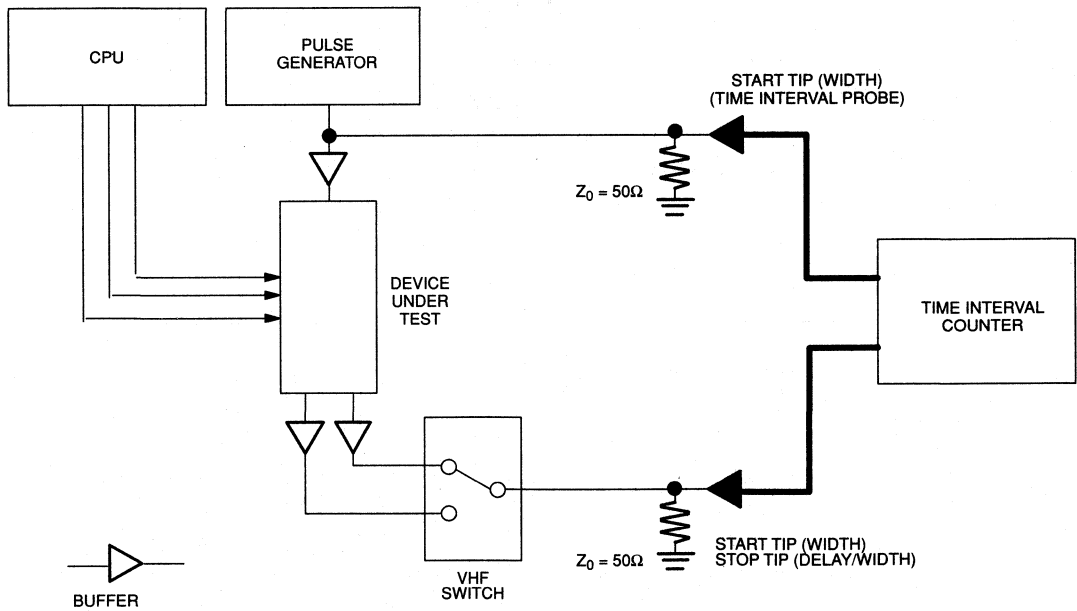 CPU
PULSE
GENERATOR
START TIP (WIDTH)
(TIME INTERVAL PROBE)
Z0 = 50Ω
DEVICE
UNDER
TEST
TIME INTERVAL
COUNTER
Z0 = 50Ω
START TIP (WIDTH)
STOP TIP (DELAY/WIDTH)
VHF
SWITCH
BUFFER